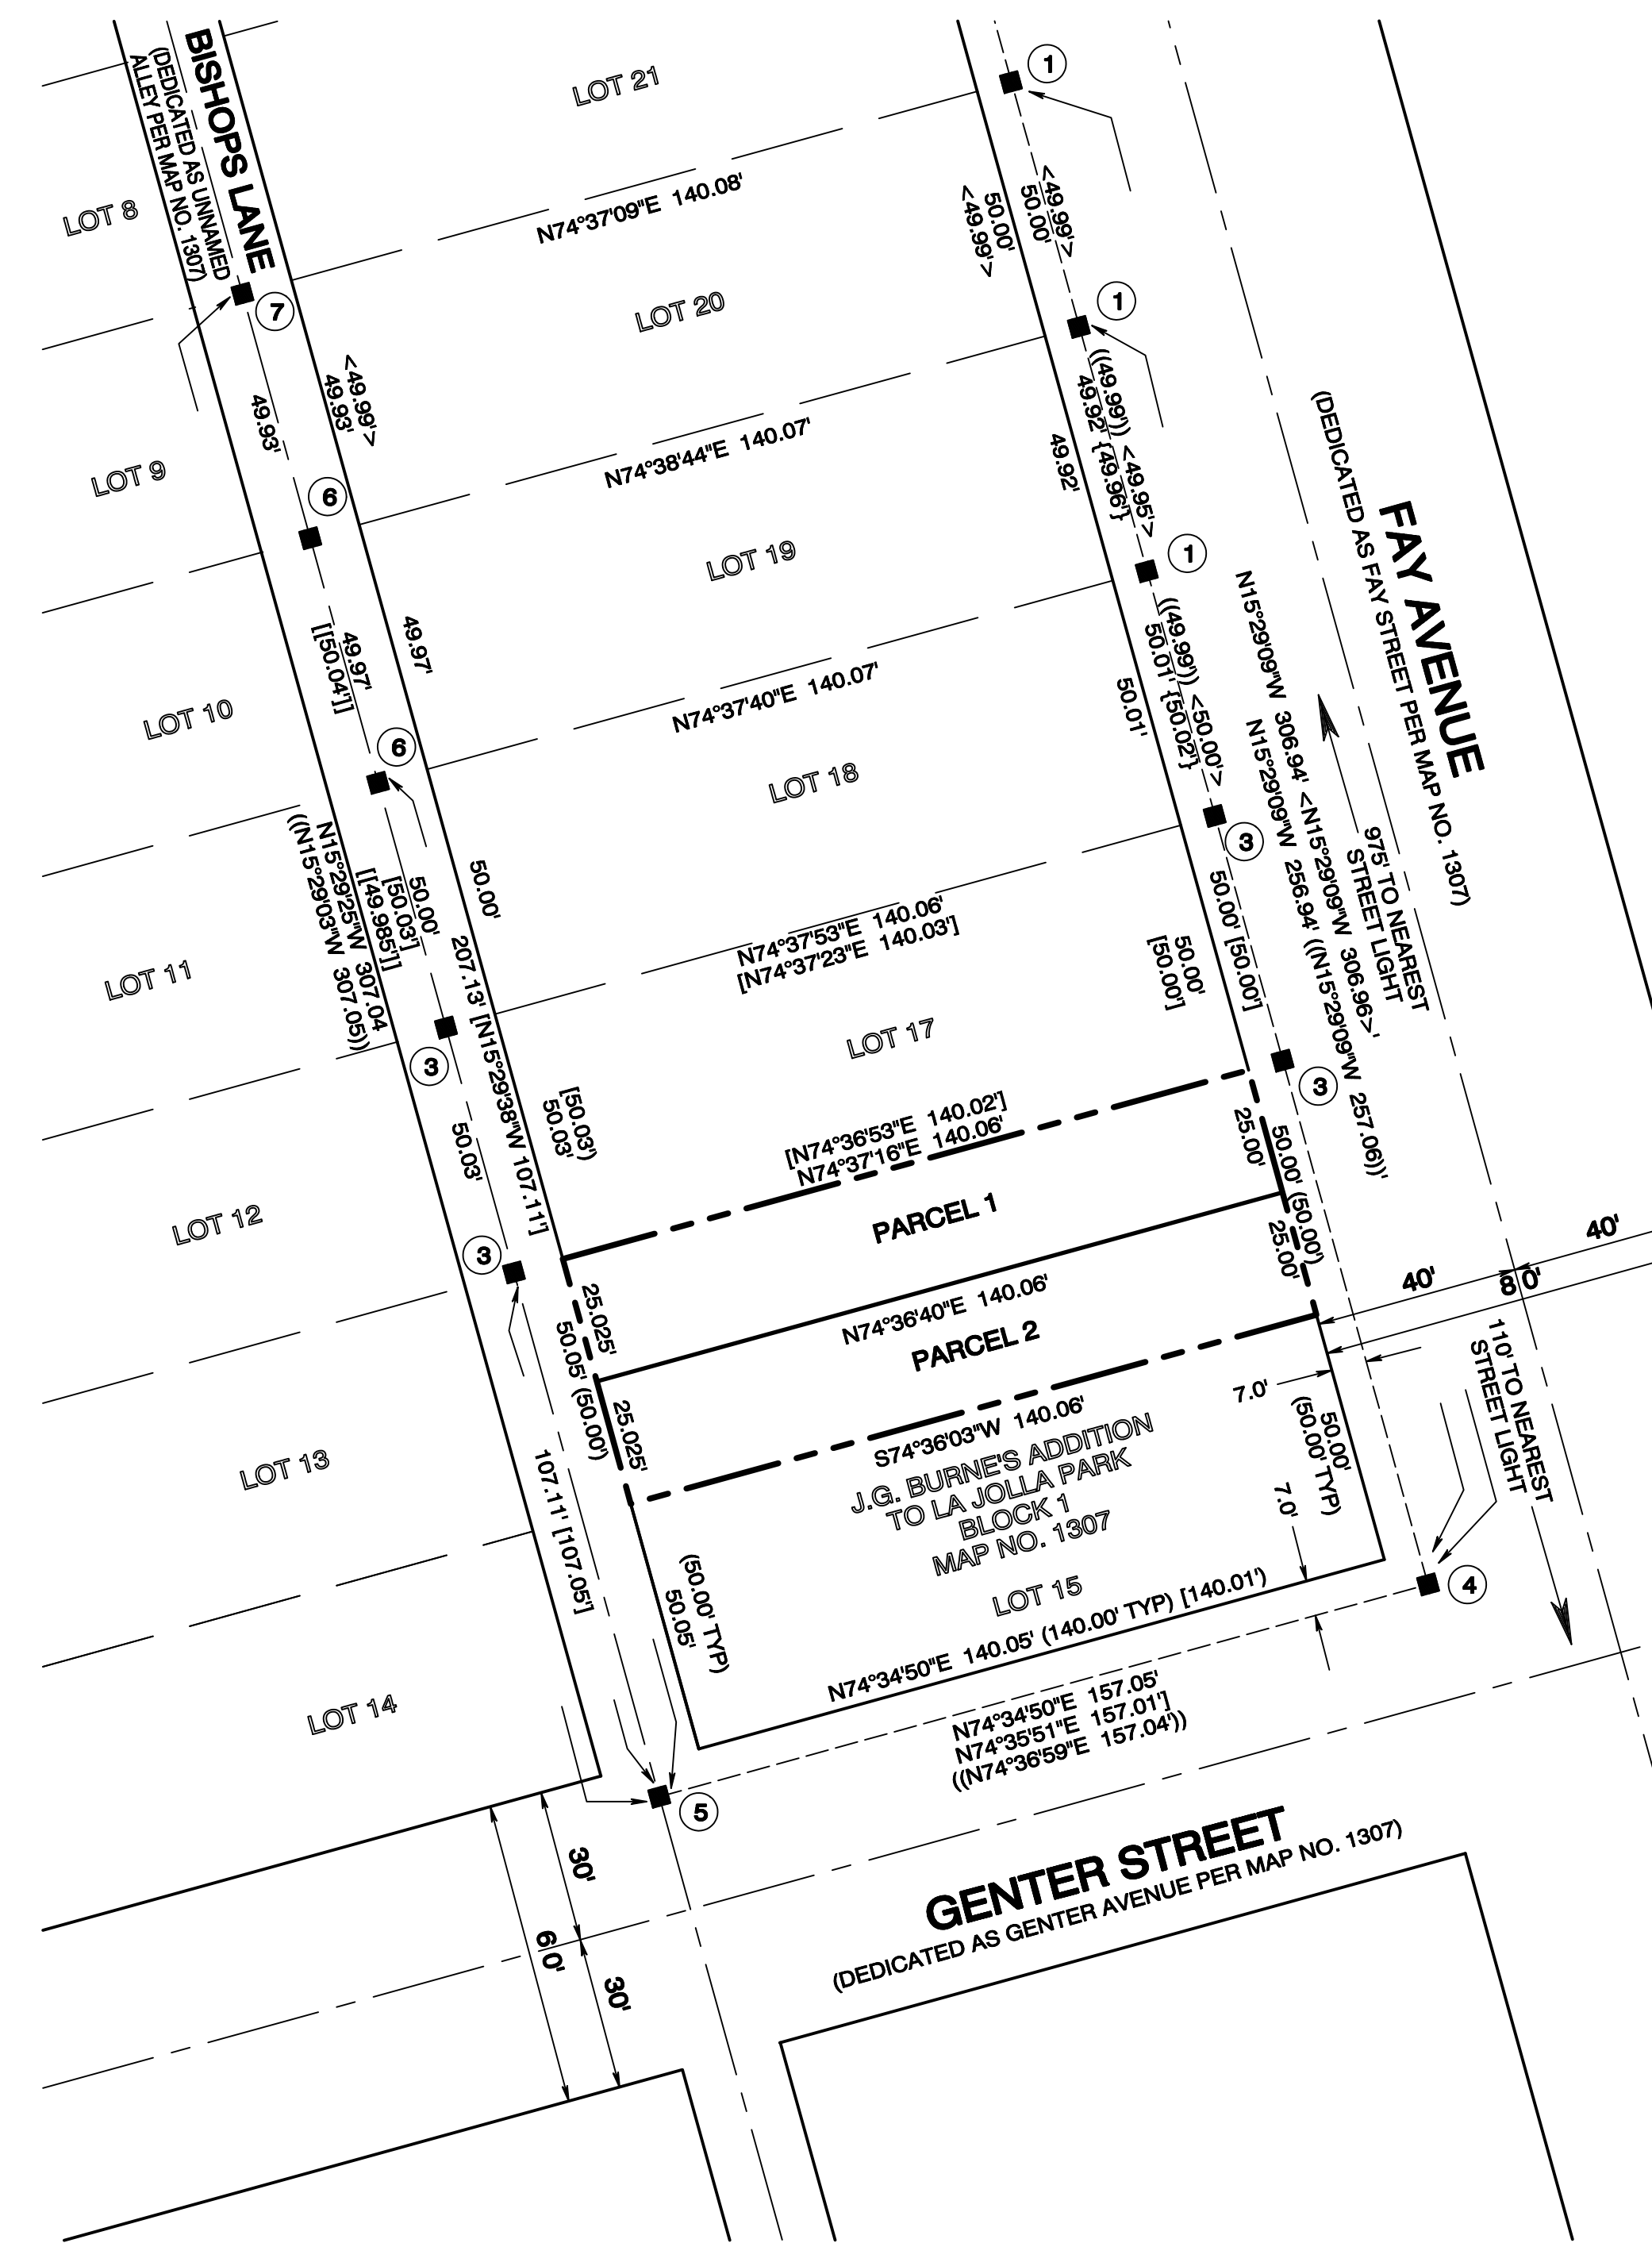 BISHOPS LANE
(DEDICATED AS UNNAMED
ALLEY PER MAP NO. 1307)
LOT 8
LOT 9
LOT 10
LOT 11
LOT 12
LOT 13
LOT 14
7
49.93'
<49.99'>
49.93'
6
49.97'
[[50.04']]
49.97'
6
50.00'
[50.03']
[[49.985']]
N15°29'25"W 307.04
((N15°29'03"W 307.05))
50.00'
207.13' [N15°29'38"W 107.11']
3
50.03'
[50.03')
50.03'
3
25.025'
50.05' (50.00')
25.025'
107.11' [107.05']
(50.00' TYP)
50.05'
5
LOT 21
N74°37'09"E 140.08'
LOT 20
N74°38'44"E 140.07'
LOT 19
N74°37'40"E 140.07'
LOT 18
N74°37'53"E 140.06'
[N74°37'23"E 140.03']
LOT 17
[N74°36'53"E 140.02']
N74°37'16"E 140.06'
PARCEL 1
N74°36'40"E 140.06'
PARCEL 2
S74°36'03"W 140.06'
J.G. BURNE'S ADDITION
TO LA JOLLA PARK
BLOCK 1
MAP NO. 1307
LOT 15
N74°34'50"E 140.05' (140.00' TYP) [140.01')
N74°34'50"E 157.05'
N74°35'51"E 157.01']
((N74°36'59"E 157.04'))
1
<49.99'>
50.00'
50.00'
<49.99'>
1
((49.99')) <49.95'>
49.92' {49.96'}
49.92'
1
((49.99')) <50.00'>
50.01' {50.02'}
50.01'
3
50.00' [50.00']
50.00'
[50.00']
3
25.00'
50.00' (50.00')
25.00'
FAY AVENUE
(DEDICATED AS FAY STREET PER MAP NO. 1307)
N15°29'09"W 306.94' <N15°29'09"W 306.96>'
N15°29'09"W 256.94' ((N15°29'09"W 257.06))'
975' TO NEAREST
STREET LIGHT
40'
40'
80'
110' TO NEAREST
STREET LIGHT
7.0'
50.00'
(50.00' TYP)
7.0'
4
30'
60'
30'
GENTER STREET
(DEDICATED AS GENTER AVENUE PER MAP NO. 1307)